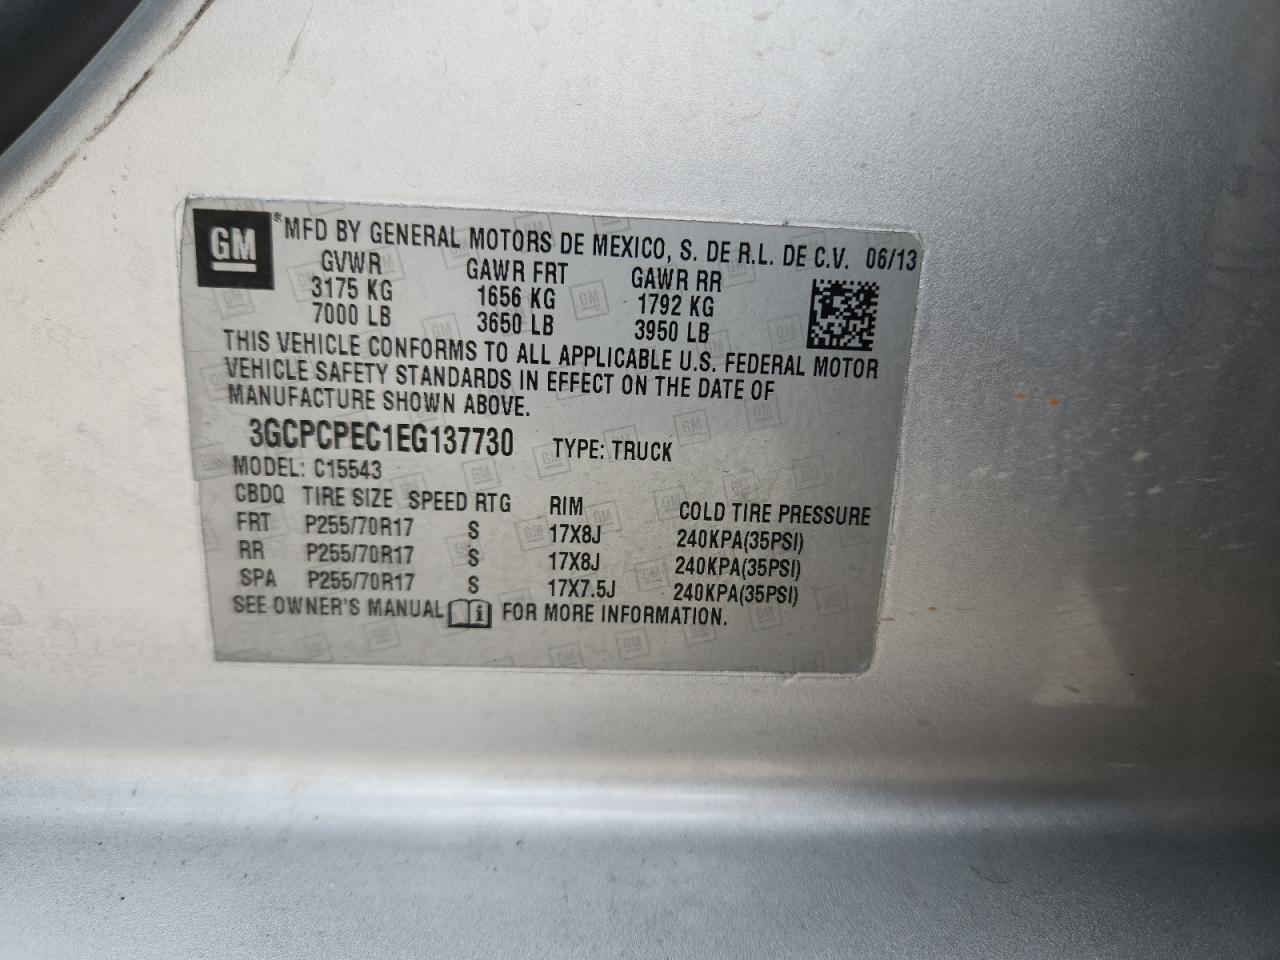 GM ®MFD BY GENERAL MOTORS DE MEXICO, S. DE R.L. DE C.V. 06/13
GVWR GAWR FRT GAWR RR
3175 KG 1656 KG 1792 KG
7000 LB 3650 LB 3950 LB
THIS VEHICLE CONFORMS TO ALL APPLICABLE U.S. FEDERAL MOTOR
VEHICLE SAFETY STANDARDS IN EFFECT ON THE DATE OF
MANUFACTURE SHOWN ABOVE.
3GCPCPEC1EG137730 TYPE: TRUCK
MODEL: C15543
CBDQ TIRE SIZE SPEED RTG RIM COLD TIRE PRESSURE
FRT P255/70R17 S 17X8J 240KPA(35PSI)
RR P255/70R17 S 17X8J 240KPA(35PSI)
SPA P255/70R17 S 17X7.5J 240KPA(35PSI)
SEE OWNER'S MANUAL i FOR MORE INFORMATION.